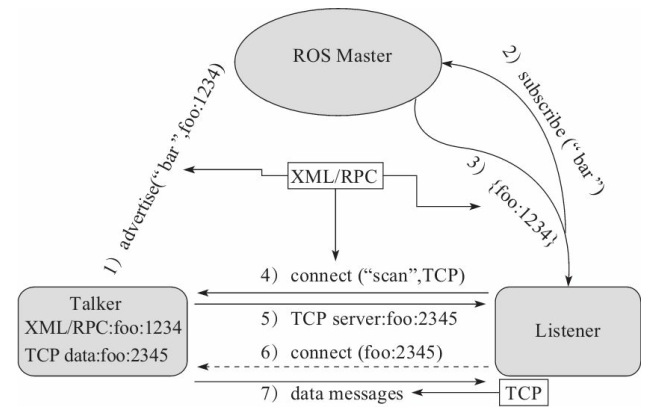 ROS Master
1) advertise(“bar”,foo:1234)
2) subscribe (“bar”)
3) {foo:1234}
XML/RPC
4) connect (“scan”,TCP)
Talker
XML/RPC:foo:1234
TCP data:foo:2345
5) TCP server:foo:2345
Listener
6) connect (foo:2345)
7) data messages
TCP